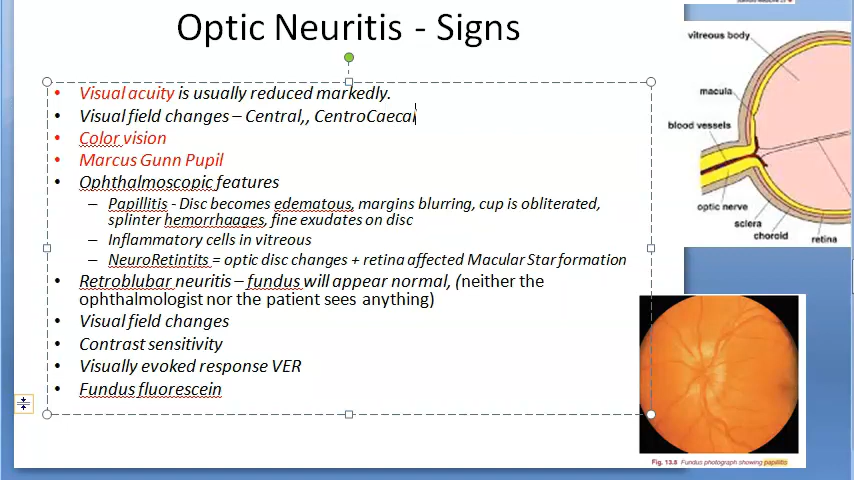 Optic Neuritis - Signs
• Visual acuity is usually reduced markedly.
• Visual field changes – Central,, CentroCaecal
• Color vision
• Marcus Gunn Pupil
• Ophthalmoscopic features
– Papillitis - Disc becomes edematous, margins blurring, cup is obliterated,
splinter hemorrhaages, fine exudates on disc
– Inflammatory cells in vitreous
– NeuroRetintits = optic disc changes + retina affected Macular Star formation
• Retroblubar neuritis – fundus will appear normal, (neither the
ophthalmologist nor the patient sees anything)
• Visual field changes
• Contrast sensitivity
• Visually evoked response VER
• Fundus fluorescein
vitreous body
macula
blood vessels
optic nerve
sclera
choroid
retina
Fig. 13.8 Fundus photograph showing papillitis